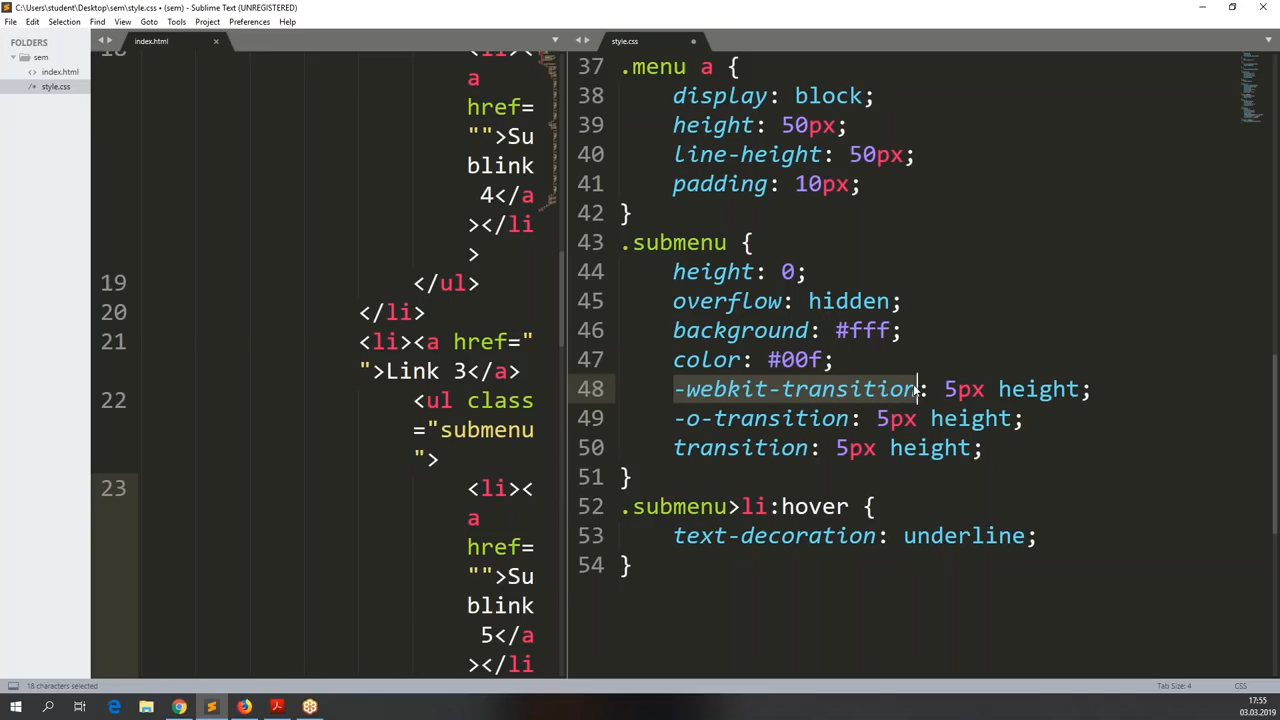 C:\Users\student\Desktop\sem\style.css • (sem) - Sublime Text (UNREGISTERED)
File Edit Selection Find View Goto Tools Project Preferences Help
FOLDERS
sem
index.html
style.css
index.html
<li><
a
href=
"">Su
blink
4</a
></li
>
19 </ul>
20 </li>
21 <li><a href="
">Link 3</a>
22 <ul class
="submenu
">
23 <li><
a
href=
"">Su
blink
5</a
></li
style.css
37 .menu a {
38 display: block;
39 height: 50px;
40 line-height: 50px;
41 padding: 10px;
42 }
43 .submenu {
44 height: 0;
45 overflow: hidden;
46 background: #fff;
47 color: #00f;
48 -webkit-transition: 5px height;
49 -o-transition: 5px height;
50 transition: 5px height;
51 }
52 .submenu>li:hover {
53 text-decoration: underline;
54 }
18 characters selected
Tab Size: 4
CSS
17:55
03.03.2019